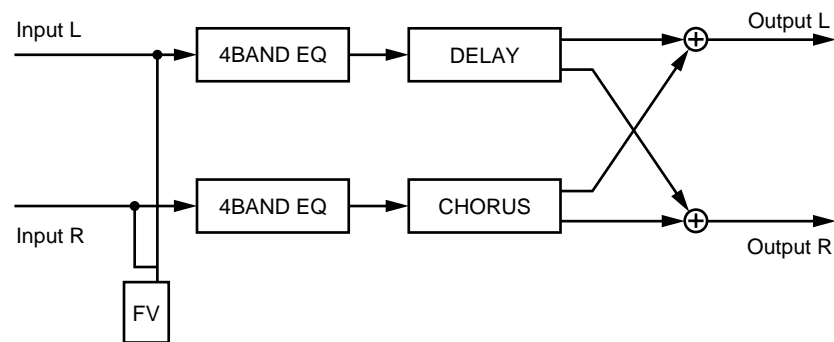 Input L
Output L
4BAND EQ
DELAY
4BAND EQ
CHORUS
Input R
Output R
FV